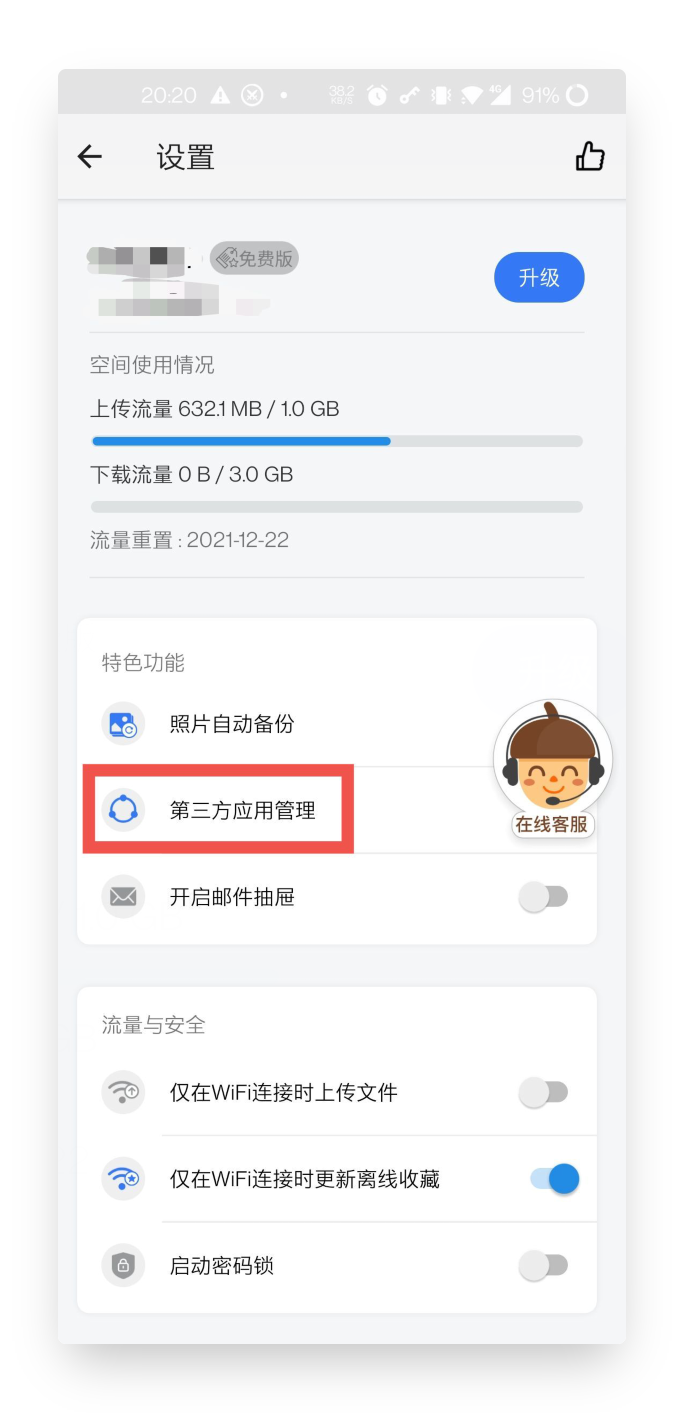 20:20
38.2
KB/S
4G
91%
设置
免费版
升级
空间使用情况
上传流量 632.1 MB / 1.0 GB
下载流量 0 B / 3.0 GB
流量重置 : 2021-12-22
特色功能
照片自动备份
第三方应用管理
在线客服
开启邮件抽屉
流量与安全
仅在WiFi连接时上传文件
仅在WiFi连接时更新离线收藏
启动密码锁